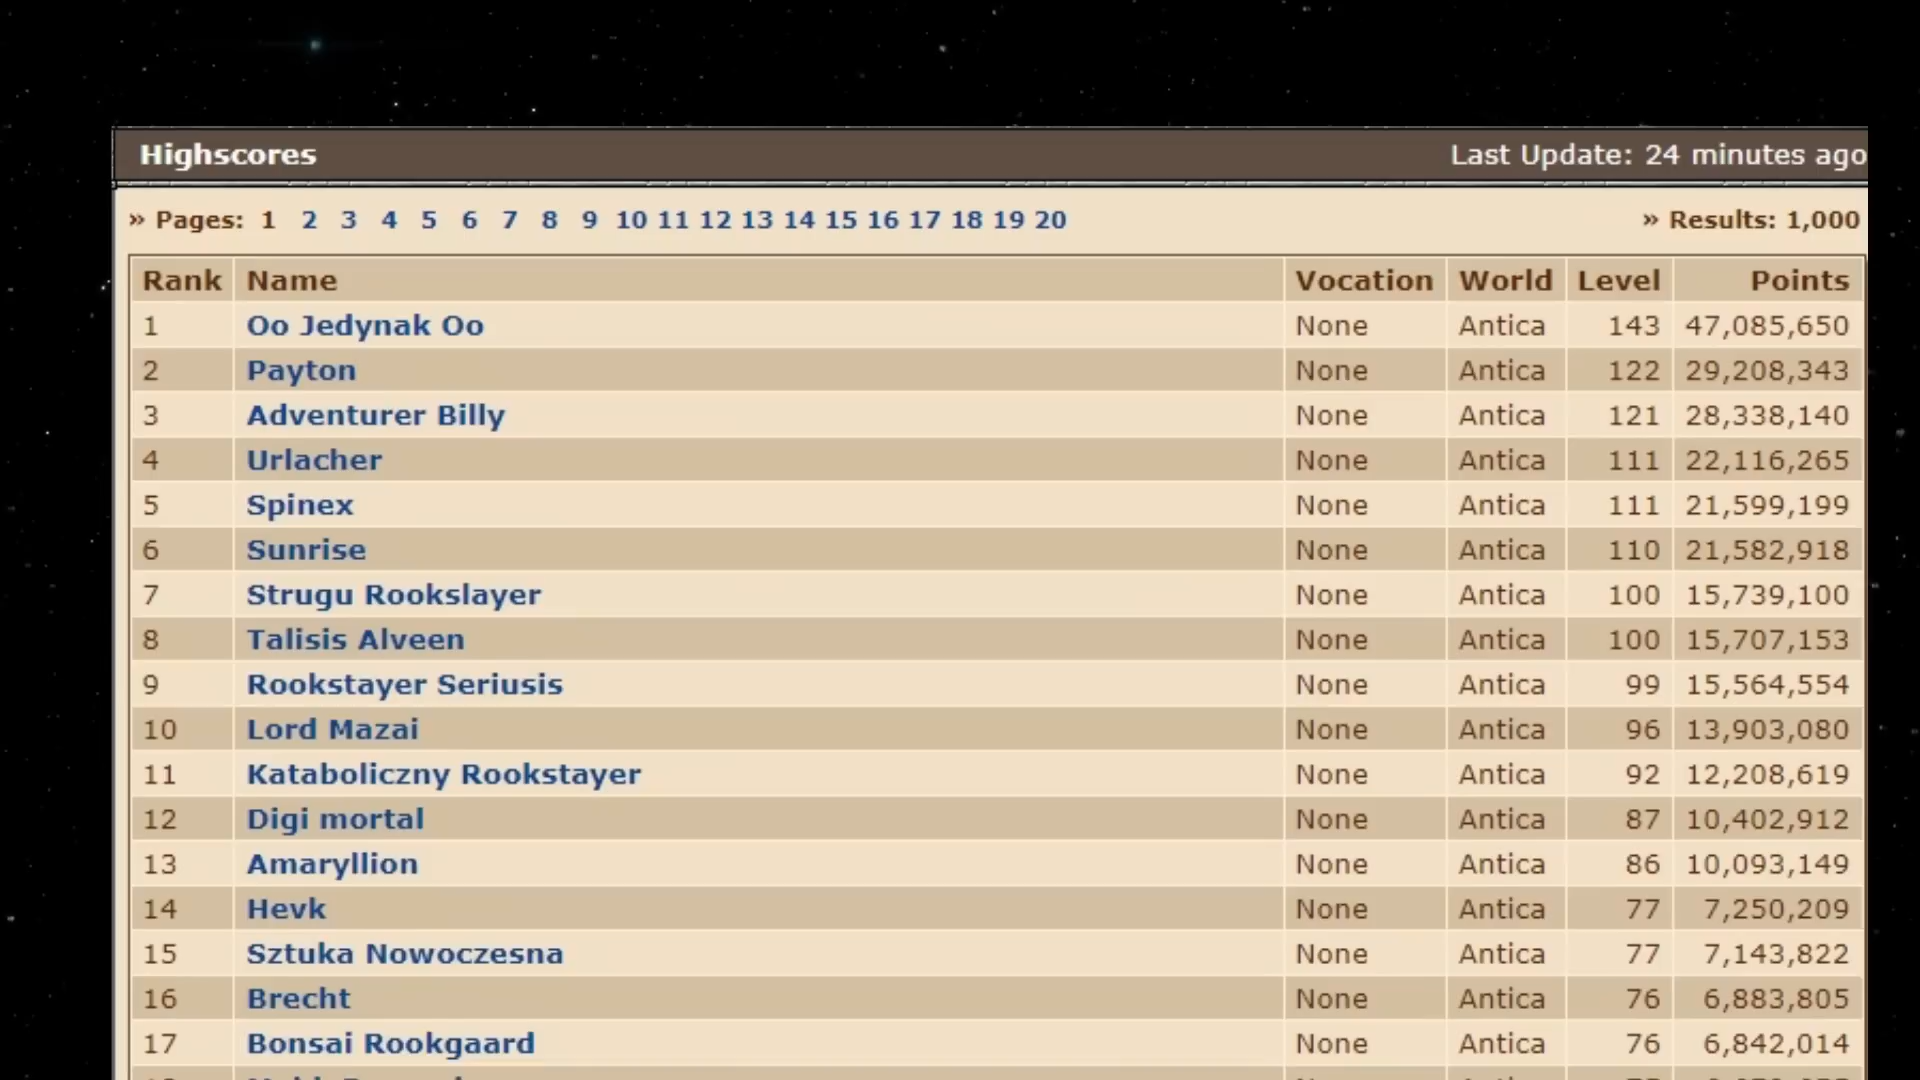 Highscores Last Update: 24 minutes ago
» Pages: 1 2 3 4 5 6 7 8 9 10 11 12 13 14 15 16 17 18 19 20 » Results: 1,000
Rank Name Vocation World Level Points
1 Oo Jedynak Oo None Antica 143 47,085,650
2 Payton None Antica 122 29,208,343
3 Adventurer Billy None Antica 121 28,338,140
4 Urlacher None Antica 111 22,116,265
5 Spinex None Antica 111 21,599,199
6 Sunrise None Antica 110 21,582,918
7 Strugu Rookslayer None Antica 100 15,739,100
8 Talisis Alveen None Antica 100 15,707,153
9 Rookstayer Seriusis None Antica 99 15,564,554
10 Lord Mazai None Antica 96 13,903,080
11 Kataboliczny Rookstayer None Antica 92 12,208,619
12 Digi mortal None Antica 87 10,402,912
13 Amaryllion None Antica 86 10,093,149
14 Hevk None Antica 77 7,250,209
15 Sztuka Nowoczesna None Antica 77 7,143,822
16 Brecht None Antica 76 6,883,805
17 Bonsai Rookgaard None Antica 76 6,842,014